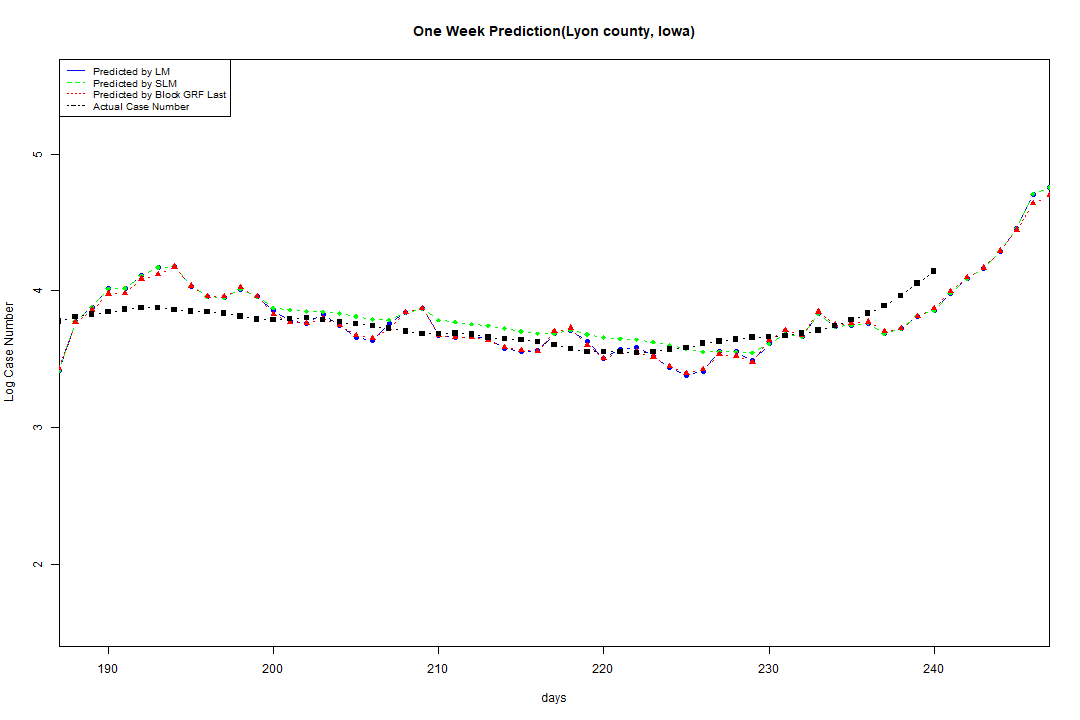 One Week Prediction(Lyon county, Iowa)
Predicted by LM
Predicted by SLM
Predicted by Block GRF Last
Actual Case Number
5
4
3
2
Log Case Number
190 200 210 220 230 240
days